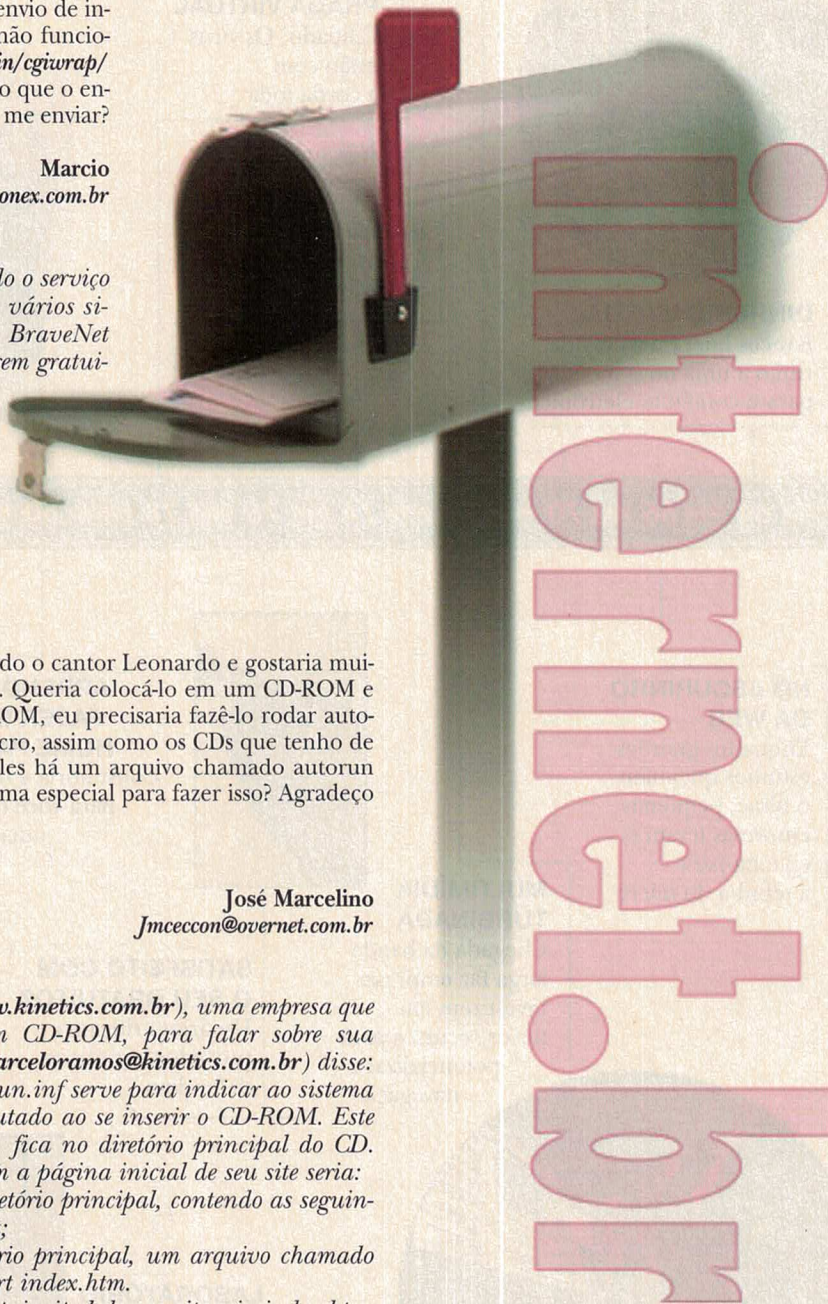 envio de in-
não funcio-
in/cgiwrap/
o que o en-
me enviar?
Marcio
onex.com.br
do o serviço
vários si-
BraveNet
rem gratui-
do o cantor Leonardo e gostaria mui-
. Queria colocá-lo em um CD-ROM e
OM, eu precisaria fazê-lo rodar auto-
cro, assim como os CDs que tenho de
les há um arquivo chamado autorun
ma especial para fazer isso? Agradeço
José Marcelino
Jmceccon@overnet.com.br
w.kinetics.com.br), uma empresa que
m CD-ROM, para falar sobre sua
arceloramos@kinetics.com.br) disse:
un.inf serve para indicar ao sistema
utado ao se inserir o CD-ROM. Este
fica no diretório principal do CD.
m a página inicial de seu site seria:
retório principal, contendo as seguin-
;
rio principal, um arquivo chamado
rt index.htm.
internet.br